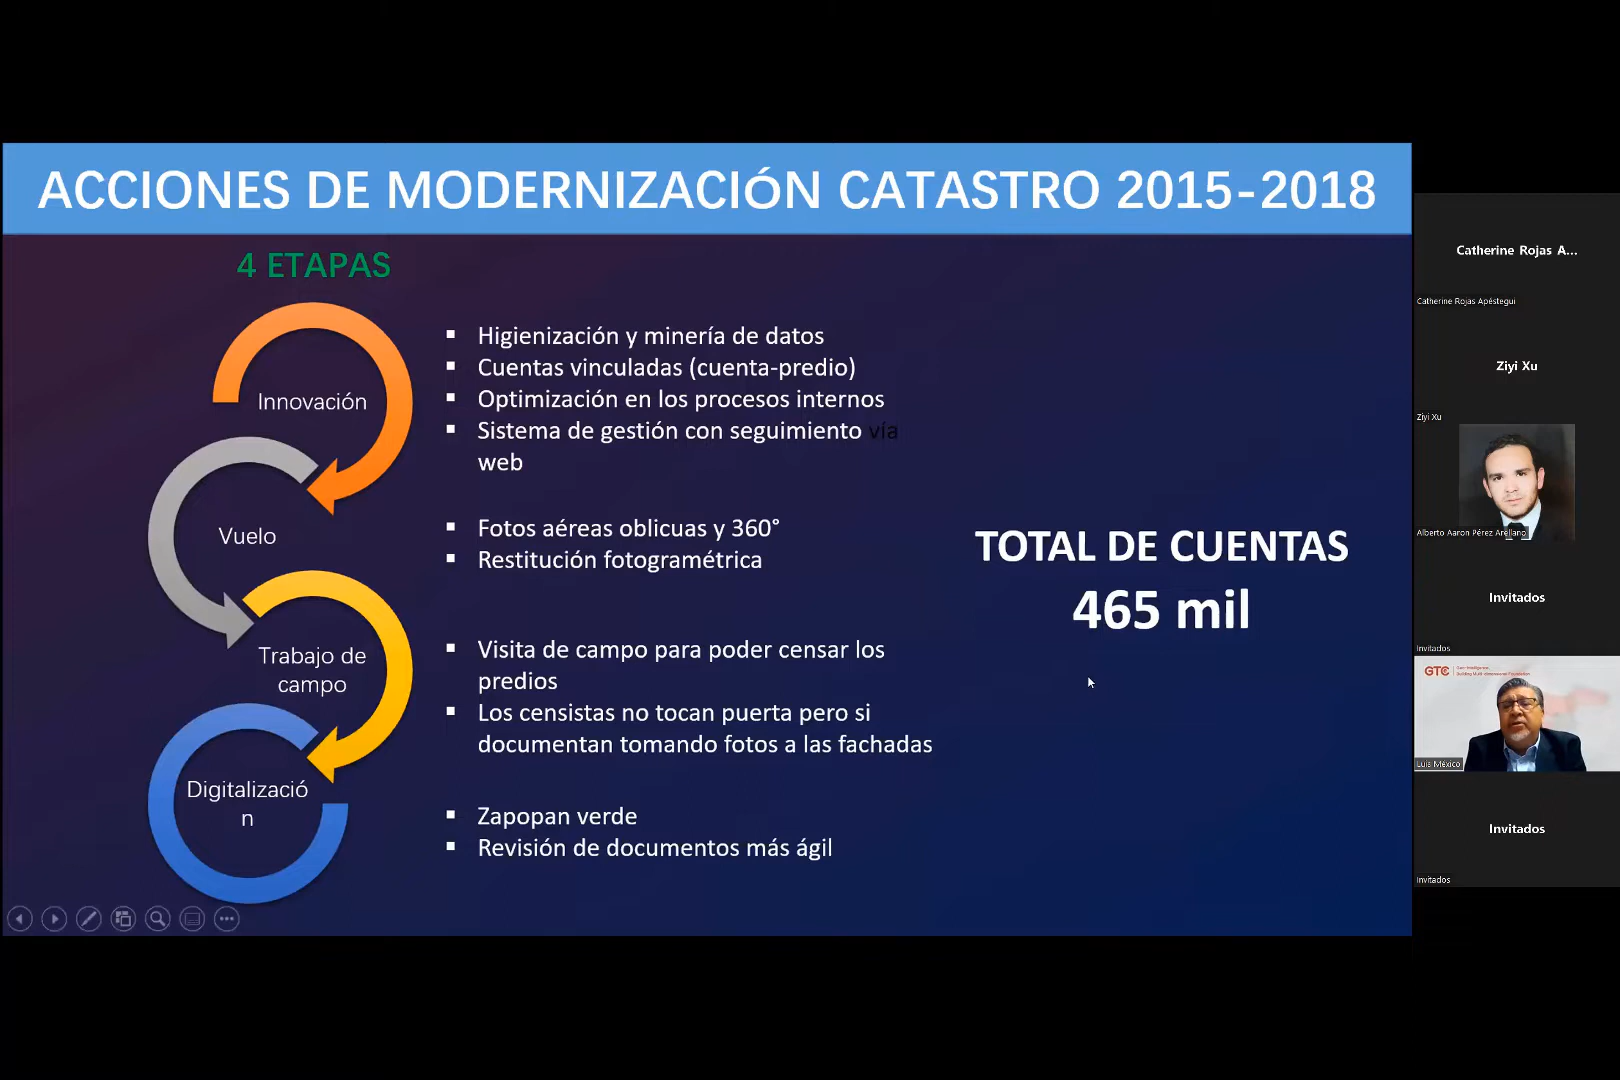 ACCIONES DE MODERNIZACIÓN CATASTRO 2015-2018
4 ETAPAS
Innovación
▪ Higienización y minería de datos
▪ Cuentas vinculadas (cuenta-predio)
▪ Optimización en los procesos internos
▪ Sistema de gestión con seguimiento vía
web
Vuelo
▪ Fotos aéreas oblicuas y 360°
▪ Restitución fotogramétrica
Trabajo de
campo
▪ Visita de campo para poder censar los
predios
▪ Los censistas no tocan puerta pero si
documentan tomando fotos a las fachadas
Digitalizació
n
▪ Zapopan verde
▪ Revisión de documentos más ágil
TOTAL DE CUENTAS
465 mil
Catherine Rojas A...
Catherine Rojas Apéstegui
Ziyi Xu
Ziyi Xu
Alberto Aaron Pérez Arellano
Invitados
Invitados
GTC
Luis México
Invitados
Invitados